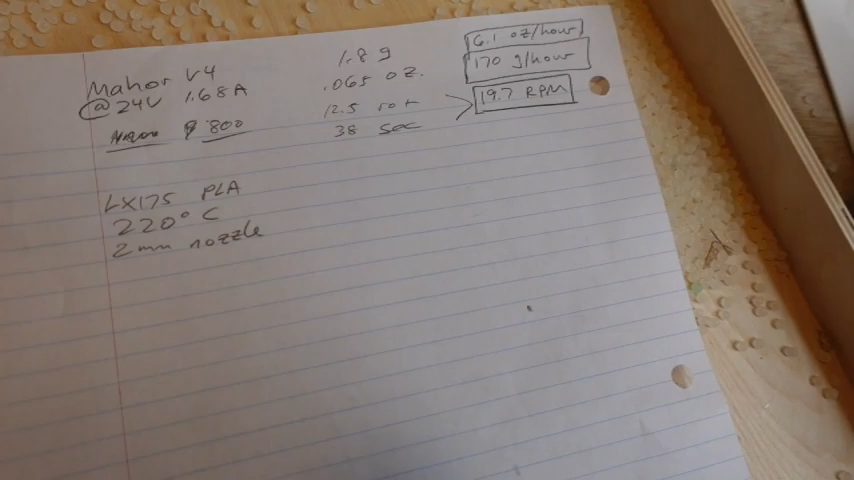 Mahor V4
@ 24V 1.68A
800
LX175 PLA
220° C
2mm nozzle
1.8 g
.065 oz.
12.5 rot
38 sec
6.1 oz/hour
170 g/hour
19.7 RPM